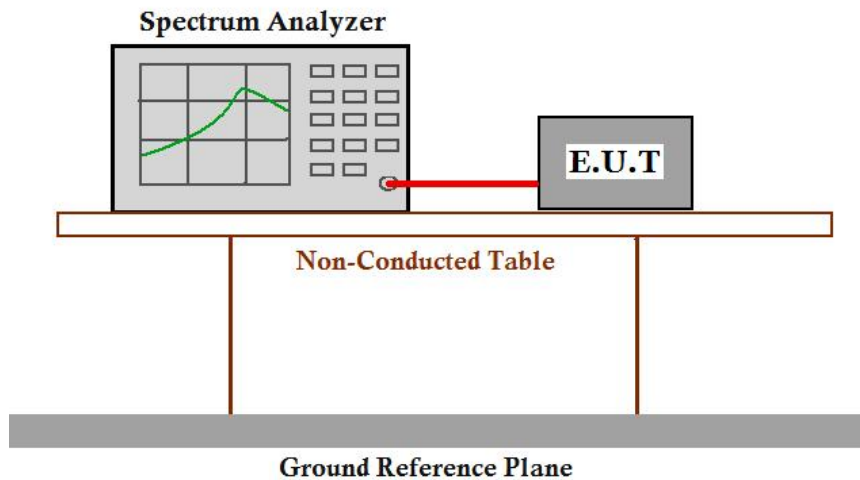 Spectrum Analyzer
E.U.T
Non-Conducted Table
Ground Reference Plane